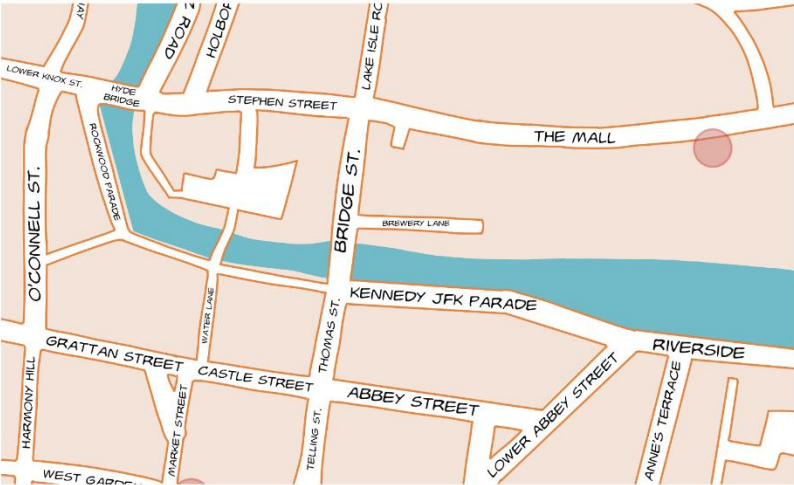 AY
Z ROAD
HOLBOR
LAKE ISLE RO
LOWER KNOX ST.
HYDE
BRIDGE
STEPHEN STREET
THE MALL
ROCKWOOD PARADE
O'CONNELL ST.
BRIDGE ST.
BREWERY LANE
KENNEDY JFK PARADE
WATER LANE
THOMAS ST.
RIVERSIDE
GRATTAN STREET
CASTLE STREET
ABBEY STREET
HARMONY HILL
MARKET STREET
TELLING ST.
LOWER ABBEY STREET
ANNE'S TERRACE
WEST GARDEN